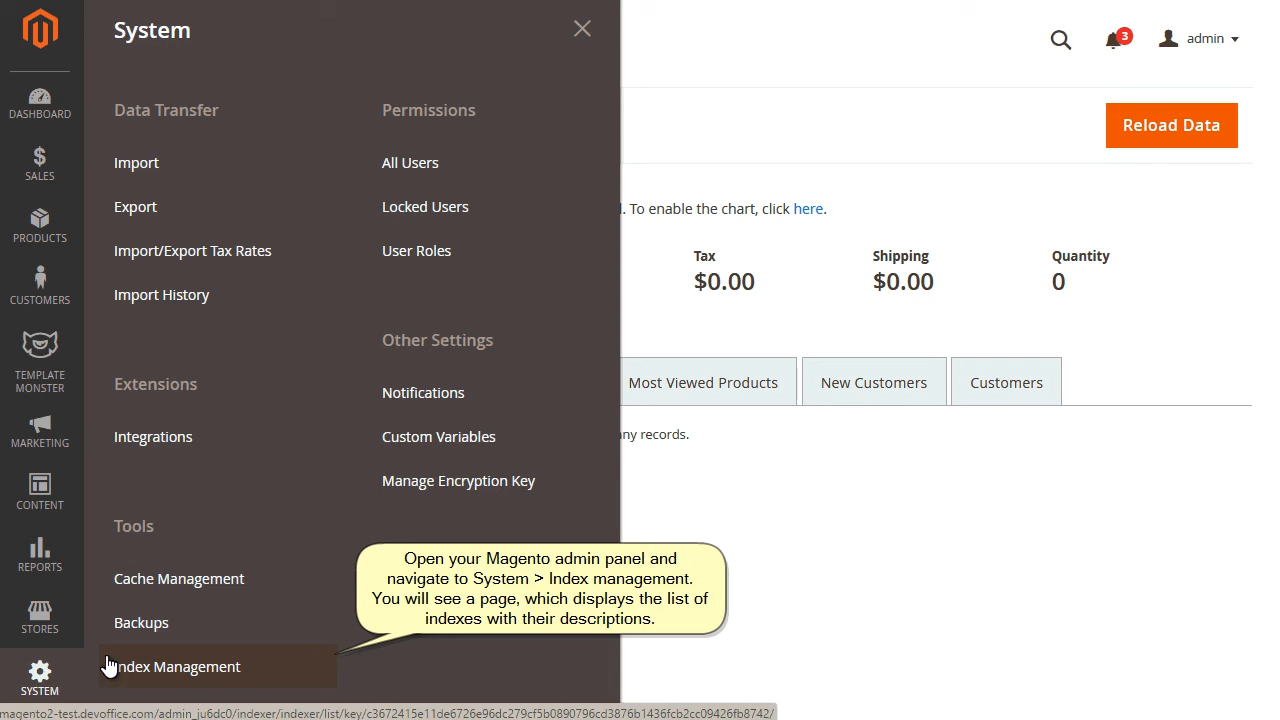 System
Data Transfer
Import
Export
Import/Export Tax Rates
Import History
Extensions
Integrations
Tools
Cache Management
Backups
Index Management
Permissions
All Users
Locked Users
User Roles
Other Settings
Notifications
Custom Variables
Manage Encryption Key
DASHBOARD
SALES
PRODUCTS
CUSTOMERS
TEMPLATE
MONSTER
MARKETING
CONTENT
REPORTS
STORES
SYSTEM
3
admin
Reload Data
. To enable the chart, click here.
Tax
$0.00
Shipping
$0.00
Quantity
0
Most Viewed Products
New Customers
Customers
any records.
Open your Magento admin panel and
navigate to System > Index management.
You will see a page, which displays the list of
indexes with their descriptions.
magento2-test.devoffice.com/admin_ju6dc0/indexer/indexer/list/key/c3672415e11de6726e96dc279cf5b0890796cd3876b1436fcb2cc09426fb8742/